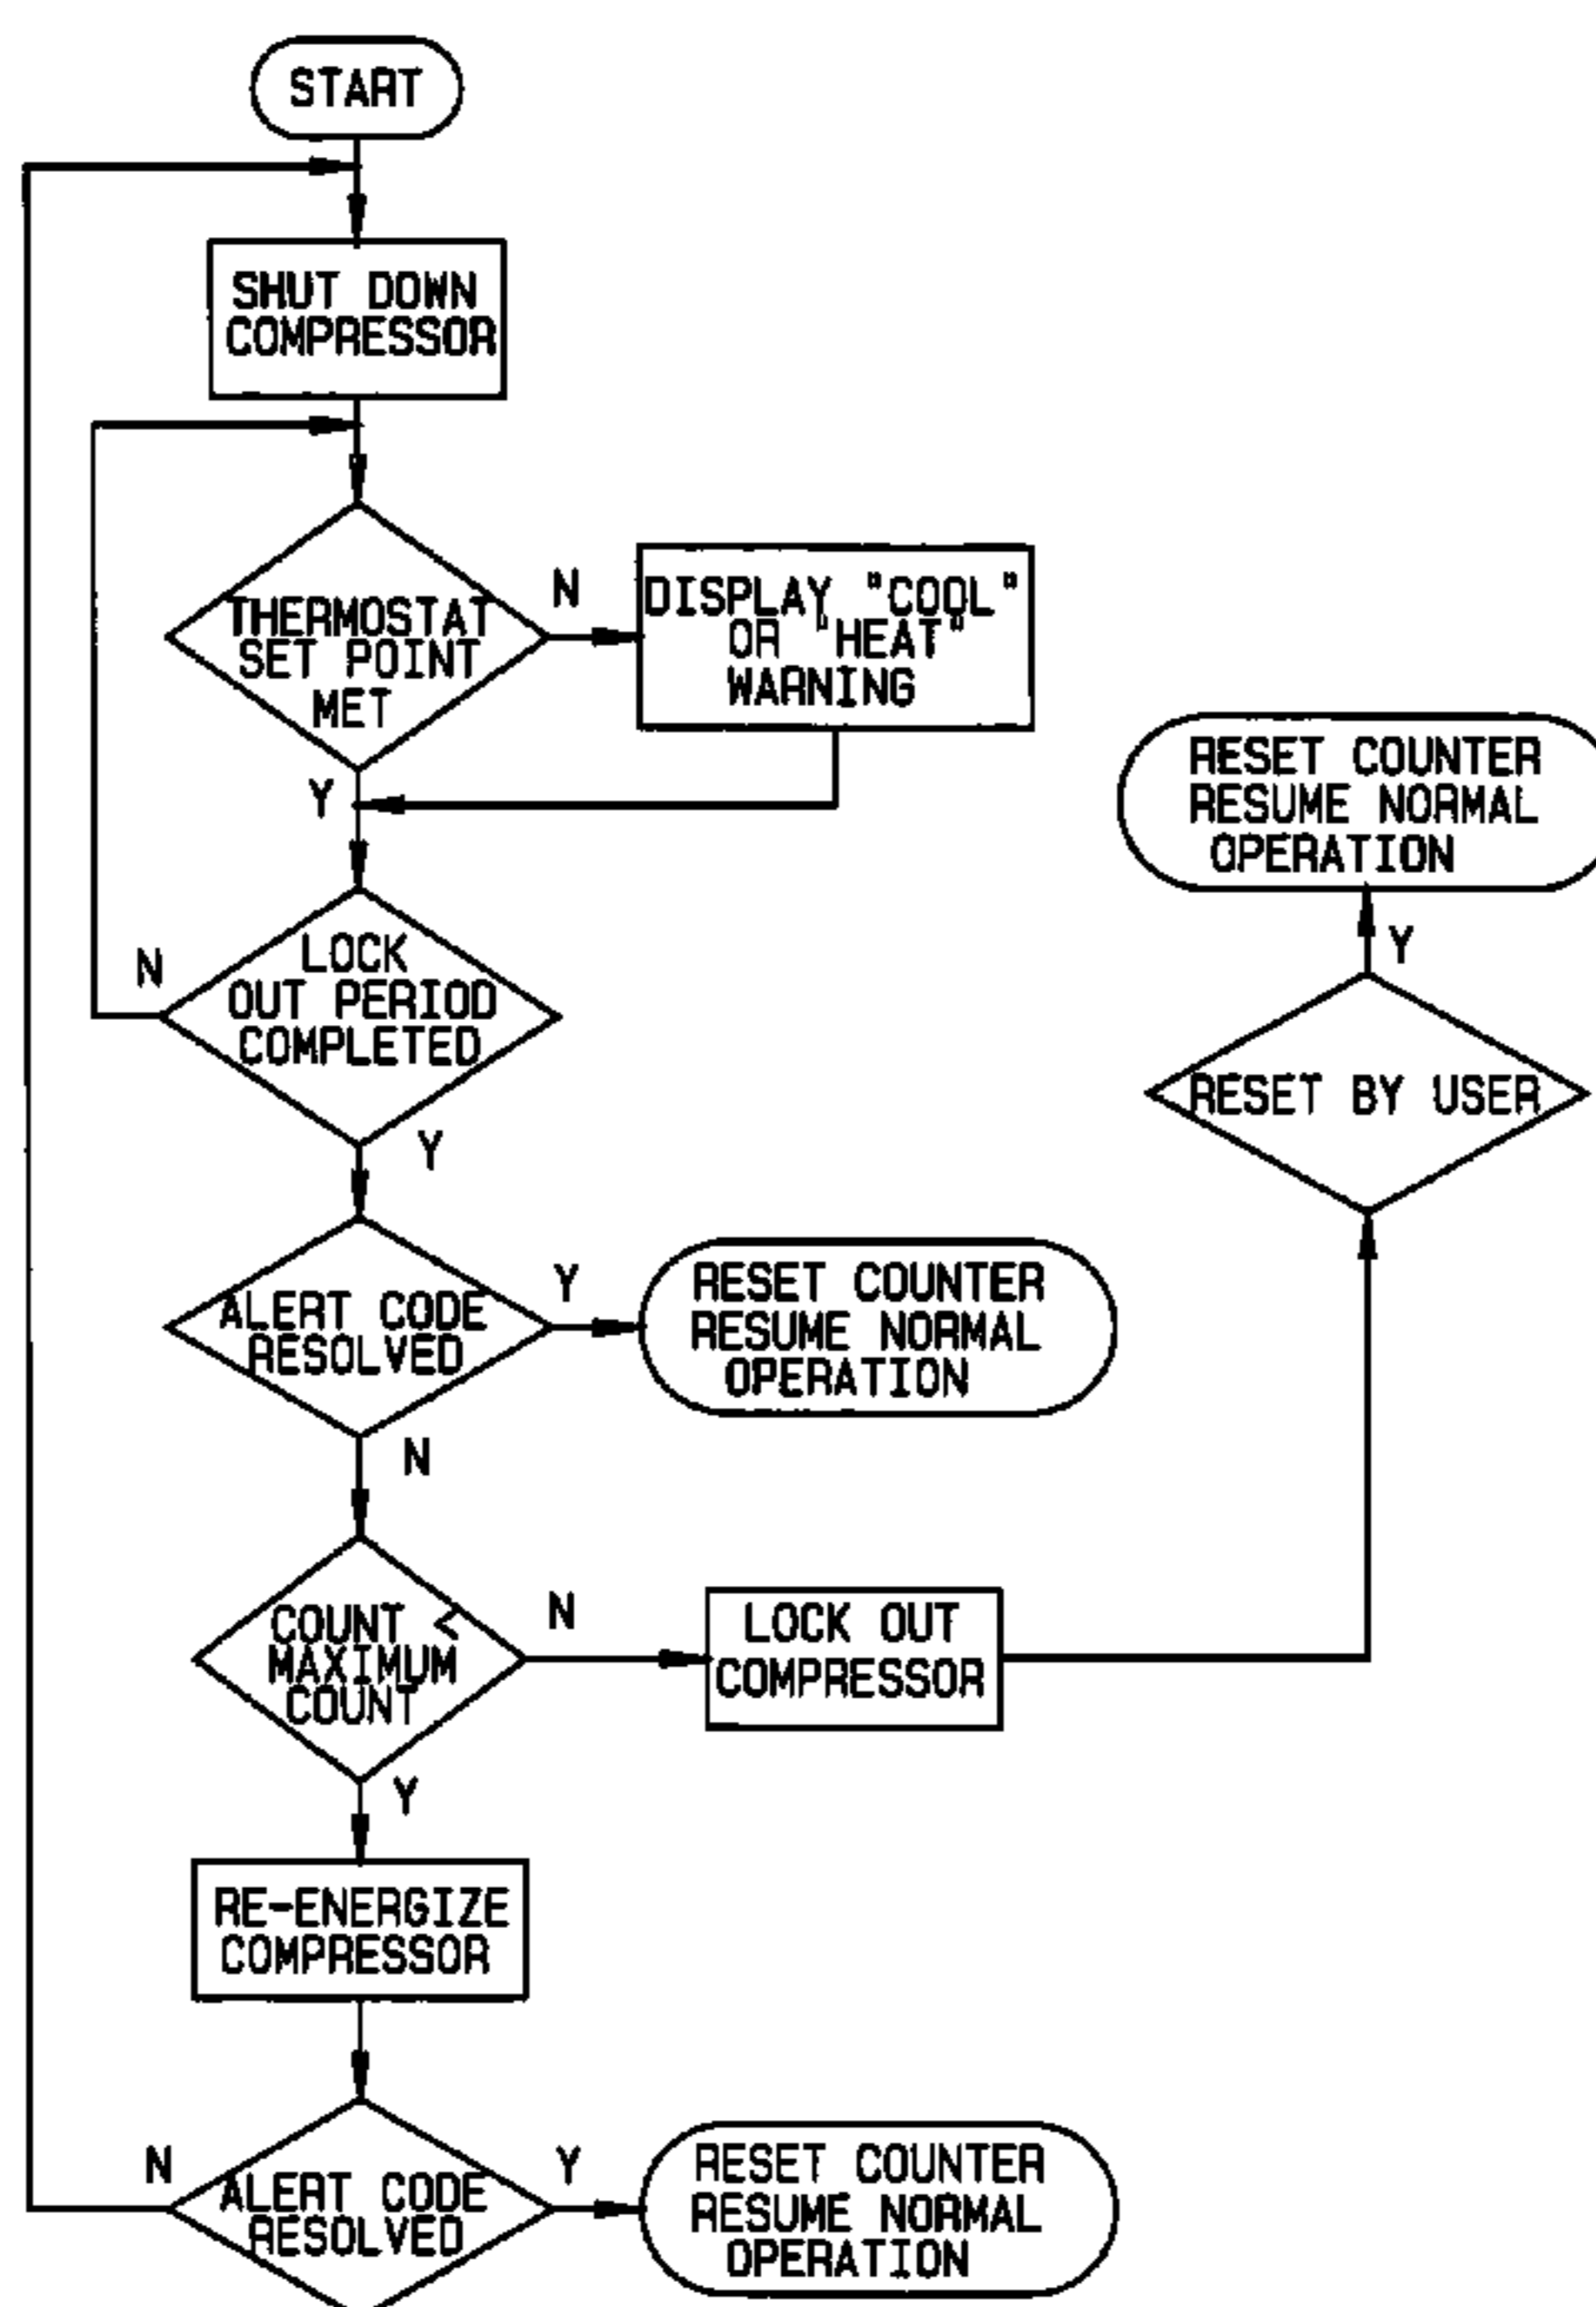 START
SHUT DOWN
COMPRESSOR
THERMOSTAT
SET POINT
MET
N
DISPLAY "COOL"
OR "HEAT"
WARNING
Y
RESET COUNTER
RESUME NORMAL
OPERATION
Y
LOCK
OUT PERIOD
COMPLETED
N
Y
RESET BY USER
ALERT CODE
RESOLVED
Y
RESET COUNTER
RESUME NORMAL
OPERATION
N
COUNT <
MAXIMUM
COUNT
N
LOCK OUT
COMPRESSOR
Y
RE-ENERGIZE
COMPRESSOR
N
ALERT CODE
RESOLVED
Y
RESET COUNTER
RESUME NORMAL
OPERATION